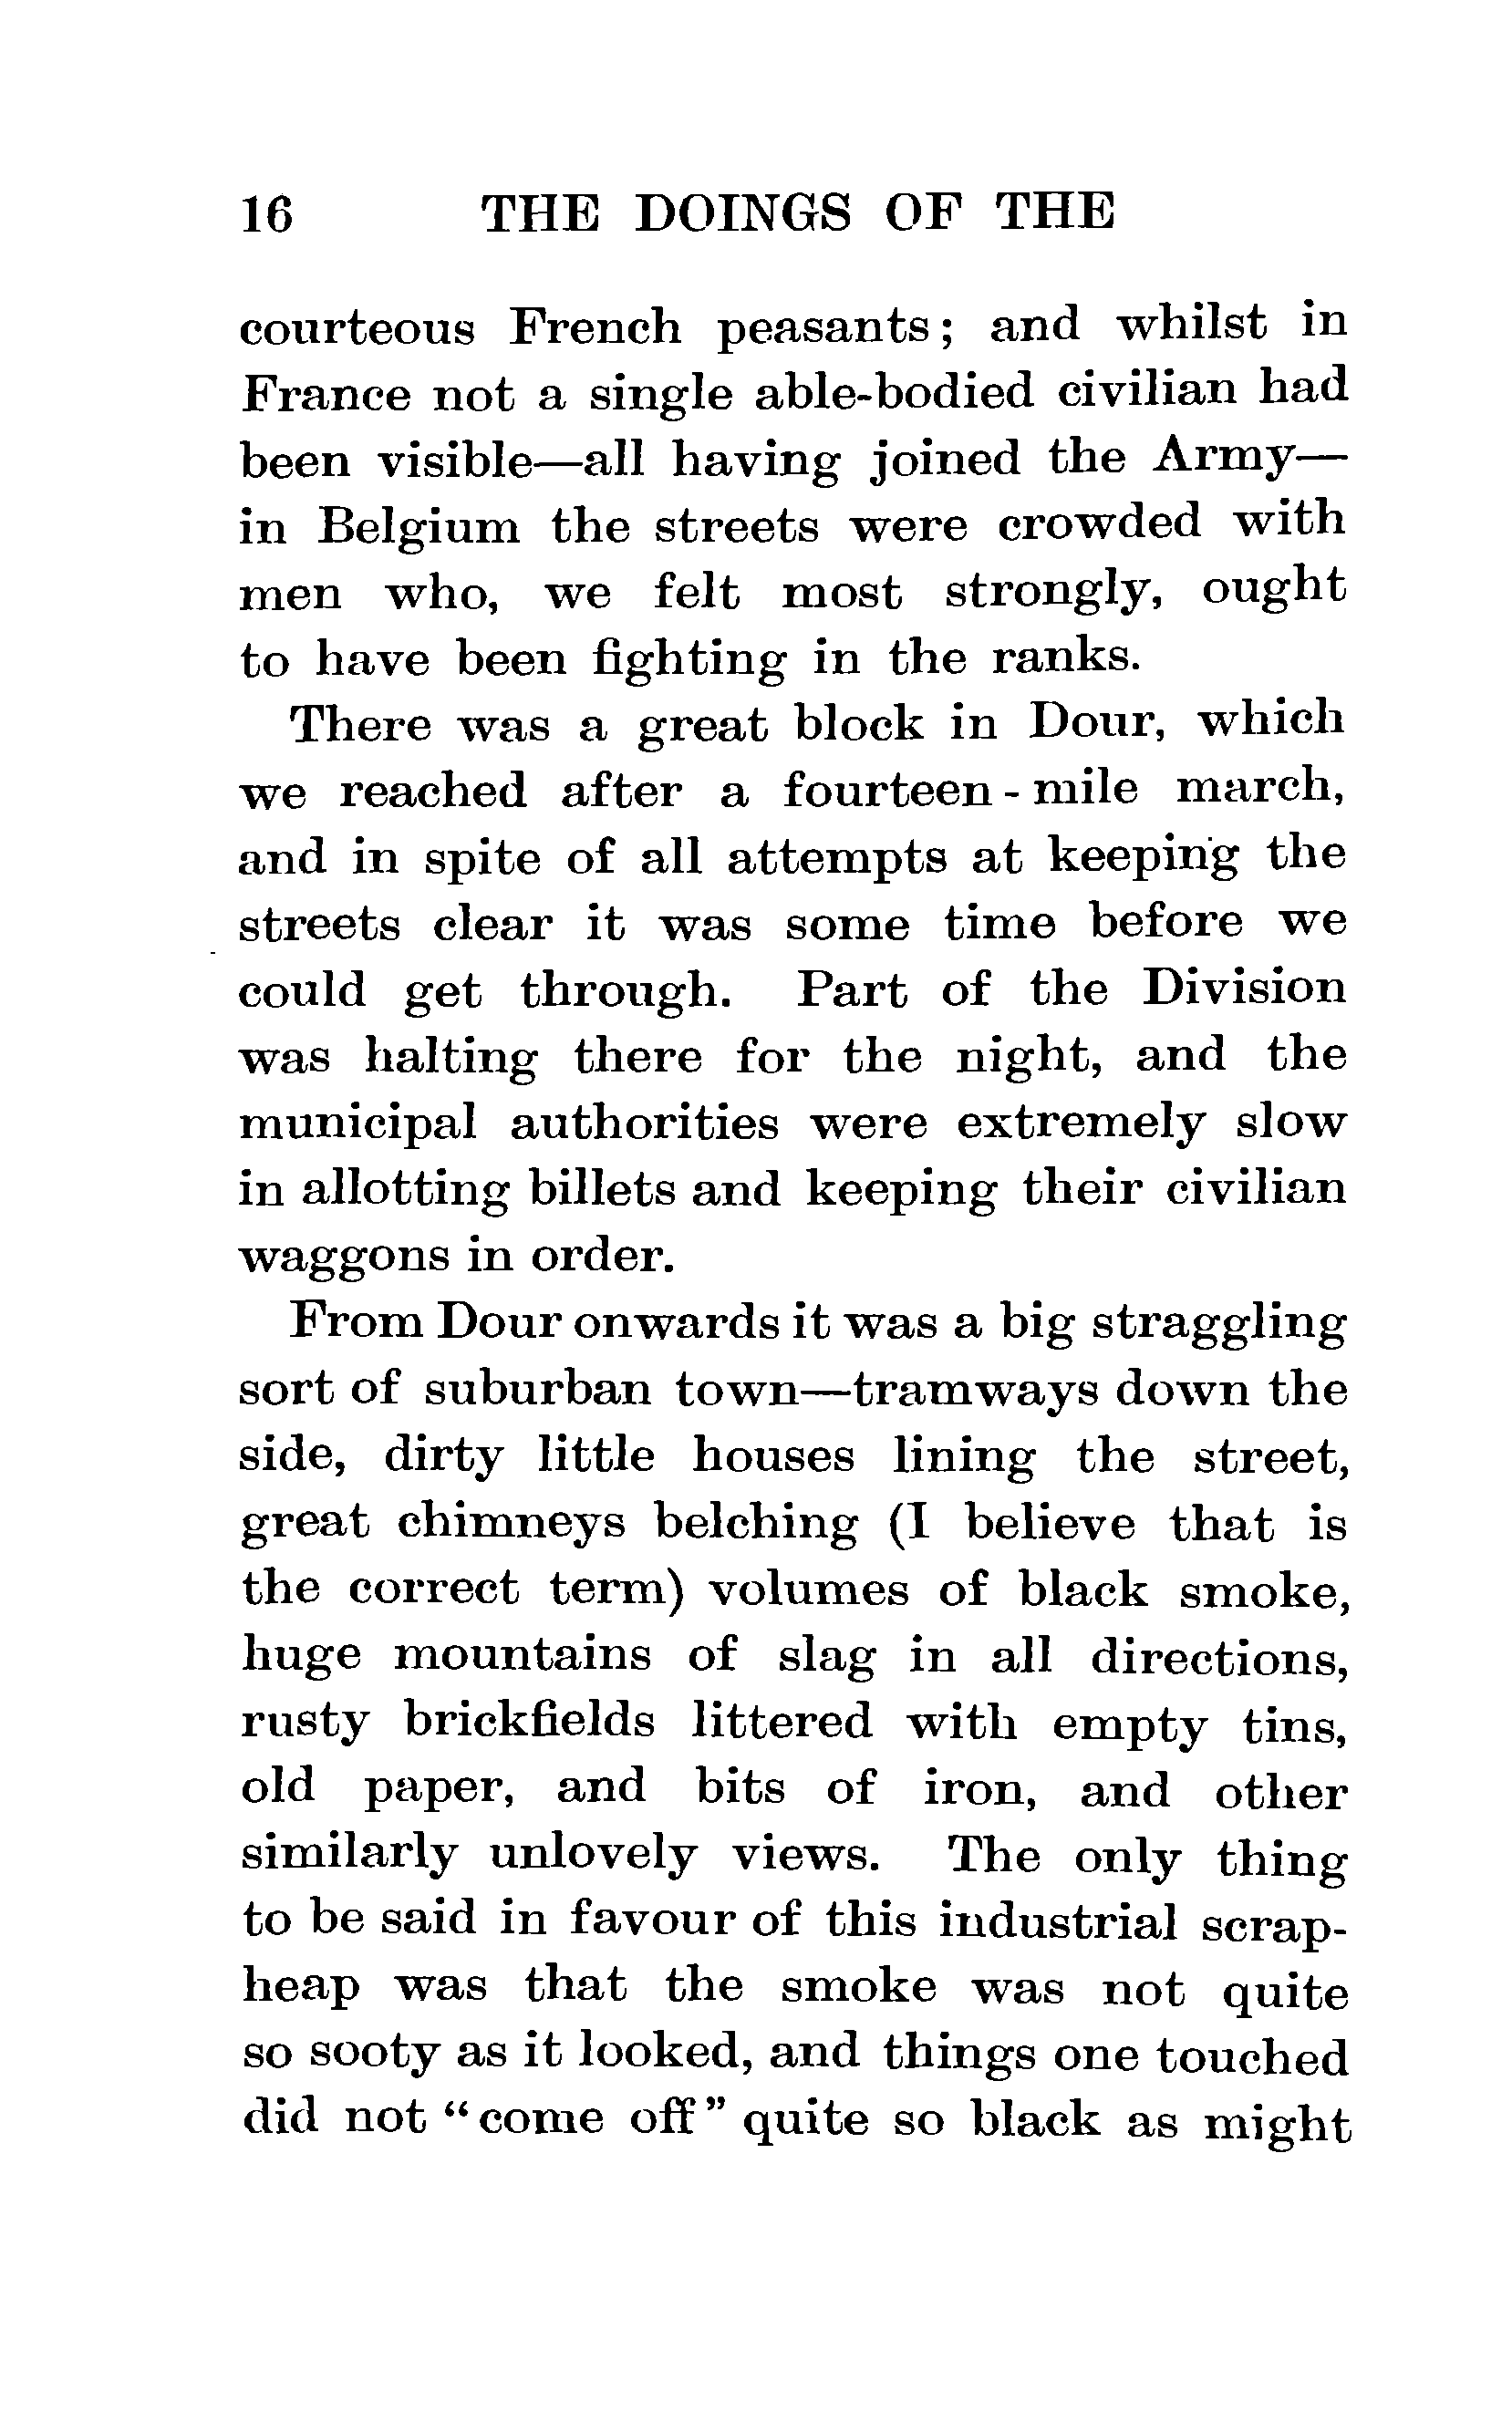 16 THE DOINGS OF THE
courteous French peasants; and whilst in
France not a single able-bodied civilian had
been visible—all having joined the Army—
in Belgium the streets were crowded with
men who, we felt most strongly, ought
to have been fighting in the ranks.
There was a great block in Dour, which
we reached after a fourteen-mile march,
and in spite of all attempts at keeping the
streets clear it was some time before we
could get through. Part of the Division
was halting there for the night, and the
municipal authorities were extremely slow
in allotting billets and keeping their civilian
waggons in order.
From Dour onwards it was a big straggling
sort of suburban town—tramways down the
side, dirty little houses lining the street,
great chimneys belching (I believe that is
the correct term) volumes of black smoke,
huge mountains of slag in all directions,
rusty brickfields littered with empty tins,
old paper, and bits of iron, and other
similarly unlovely views. The only thing
to be said in favour of this industrial scrap-
heap was that the smoke was not quite
so sooty as it looked, and things one touched
did not "come off" quite so black as might